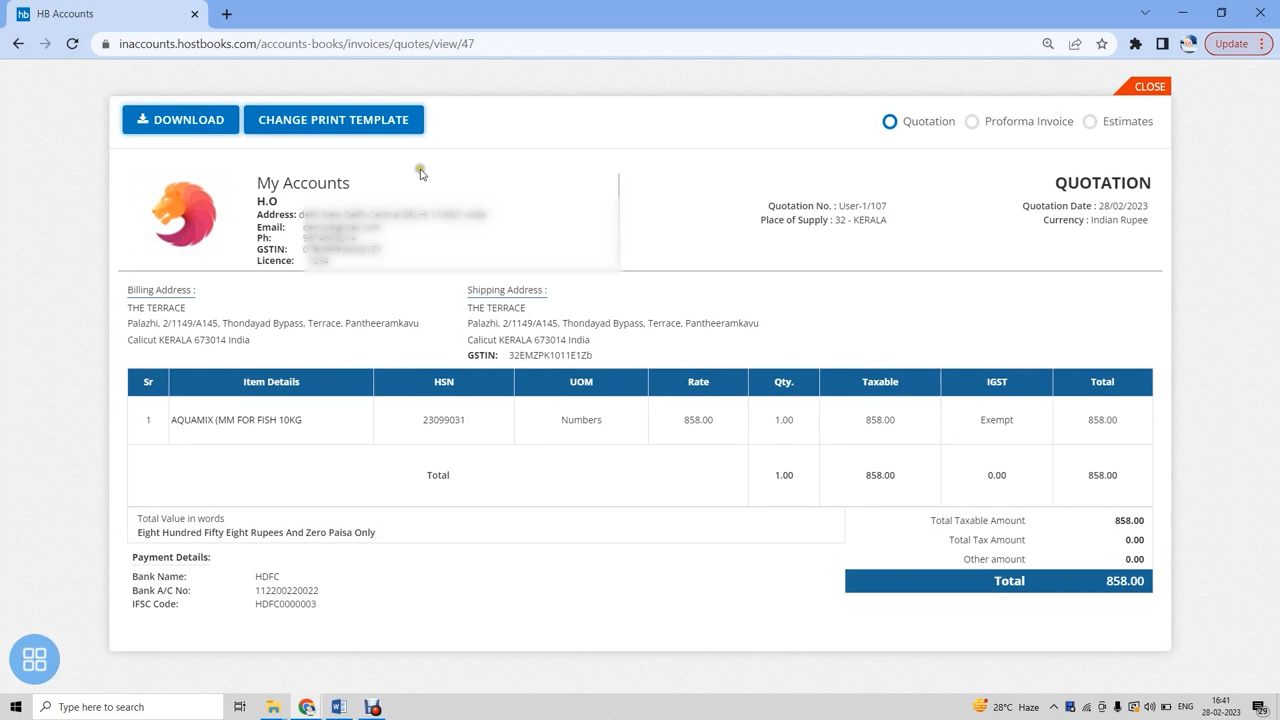 HB Accounts
inaccounts.hostbooks.com/accounts-books/invoices/quotes/view/47
Update
CLOSE
DOWNLOAD
CHANGE PRINT TEMPLATE
Quotation
Proforma Invoice
Estimates
My Accounts
H.O
Address:
Email:
Ph:
GSTIN:
Licence:
Quotation No. : User-1/107
Place of Supply : 32 - KERALA
QUOTATION
Quotation Date : 28/02/2023
Currency : Indian Rupee
Billing Address :
THE TERRACE
Palazhi, 2/1149/A145, Thondayad Bypass, Terrace, Pantheeramkavu
Calicut KERALA 673014 India
Shipping Address :
THE TERRACE
Palazhi, 2/1149/A145, Thondayad Bypass, Terrace, Pantheeramkavu
Calicut KERALA 673014 India
GSTIN: 32EMZPK1011E1Zb
Sr Item Details HSN UOM Rate Qty. Taxable IGST Total
1 AQUAMIX (MM FOR FISH 10KG 23099031 Numbers 858.00 1.00 858.00 Exempt 858.00
Total 1.00 858.00 0.00 858.00
Total Value in words
Eight Hundred Fifty Eight Rupees And Zero Paisa Only
Total Taxable Amount 858.00
Total Tax Amount 0.00
Other amount 0.00
Total 858.00
Payment Details:
Bank Name: HDFC
Bank A/C No: 112200220022
IFSC Code: HDFC0000003
Type here to search
28°C Haze
ENG
16:41
28-02-2023
29